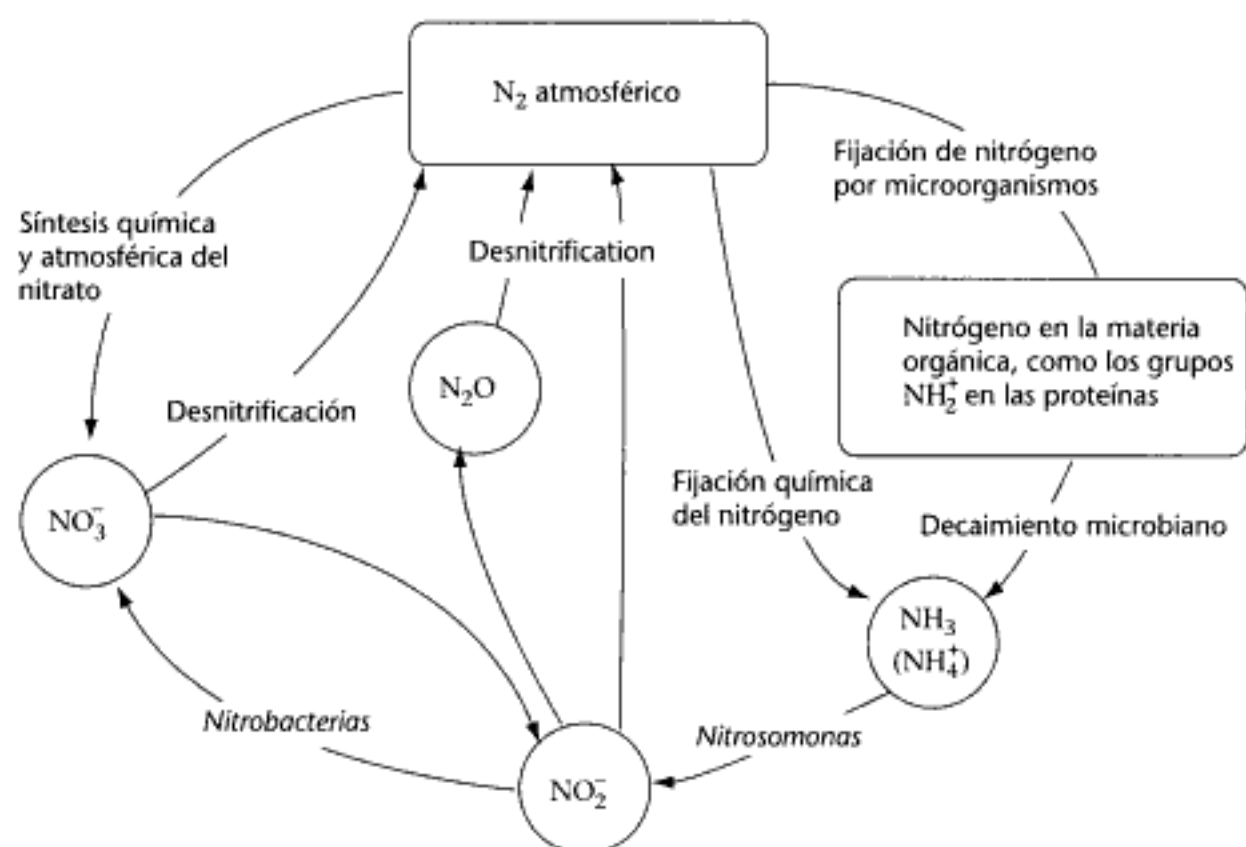 N₂ atmosférico
Fijación de nitrógeno
por microorganismos
Síntesis química
y atmosférica del
nitrato
Desnitrification
Nitrógeno en la materia
orgánica, como los grupos
NH₂⁺ en las proteínas
N₂O
Desnitrificación
Fijación química
del nitrógeno
Decaimiento microbiano
NO₃⁻
NH₃
(NH₄⁺)
Nitrobacterias
Nitrosomonas
NO₂⁻